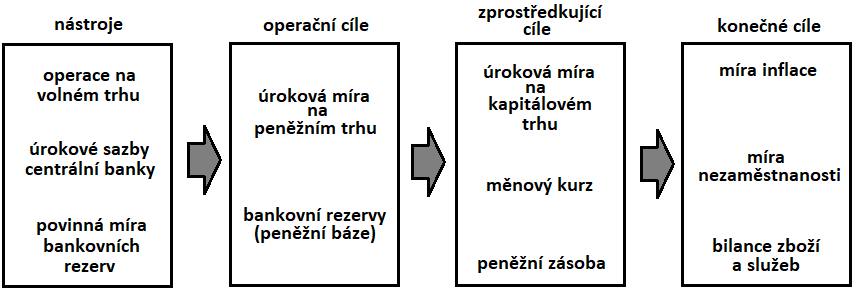 nástroje
operace na
volném trhu
úrokové sazby
centrální banky
povinná míra
bankovních
rezerv
operační cíle
úroková míra
na
peněžním trhu
bankovní rezervy
(peněžní báze)
zprostředkující
cíle
úroková míra
na
kapitálovém
trhu
měnový kurz
peněžní zásoba
konečné cíle
míra inflace
míra
nezaměstnanosti
bilance zboží
a služeb